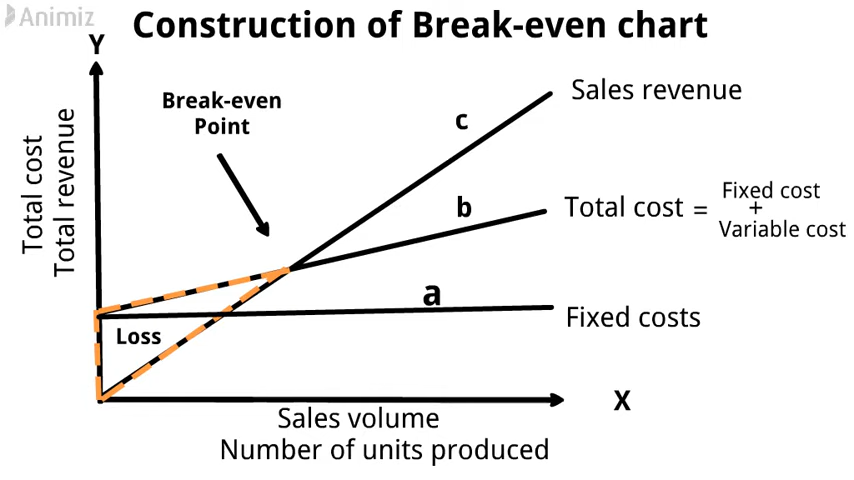 Animiz
Construction of Break-even chart
Y
Break-even
Point
c
Sales revenue
Total cost
Total revenue
b
Total cost =
Fixed cost
+
Variable cost
a
Fixed costs
Loss
X
Sales volume
Number of units produced